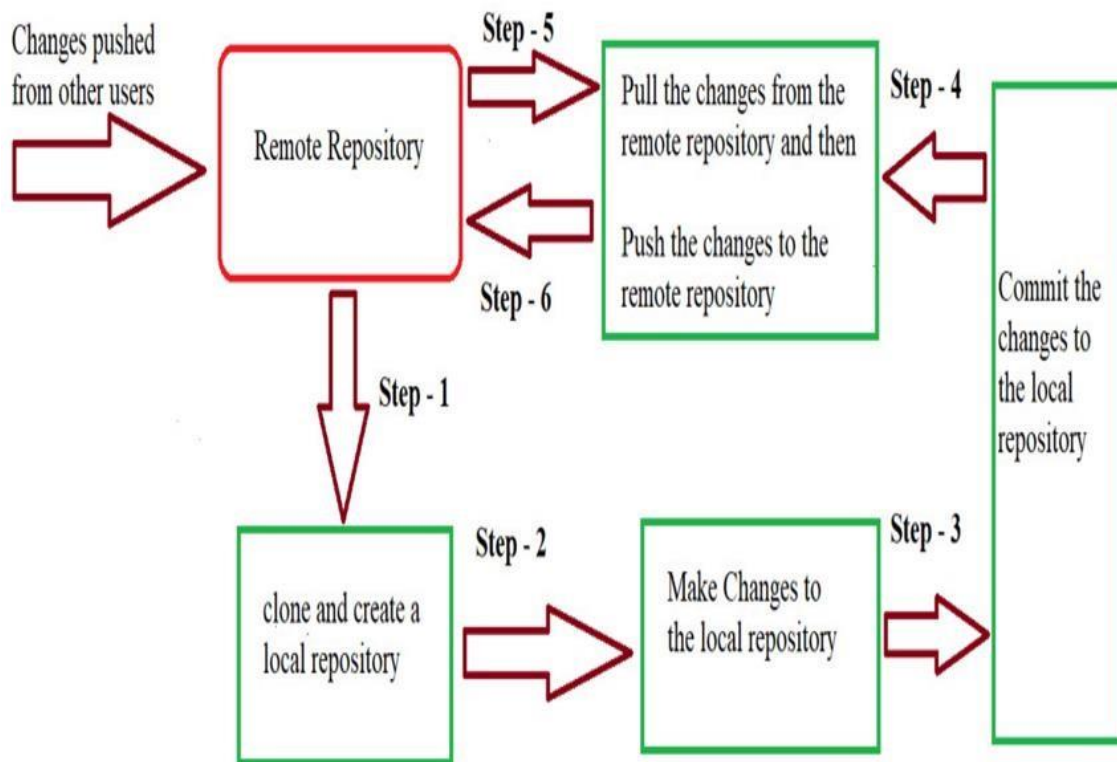 Changes pushed
from other users
Remote Repository
Step - 5
Pull the changes from the
remote repository and then
Push the changes to the
remote repository
Step - 4
Step - 6
Commit the
changes to
the local
repository
Step - 1
clone and create a
local repository
Step - 2
Make Changes to
the local repository
Step - 3